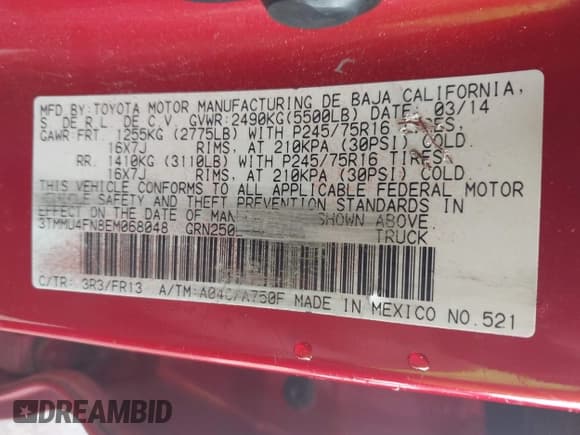 MFD. BY: TOYOTA MOTOR MANUFACTURING DE BAJA CALIFORNIA,
S. DE R.L. DE C.V. GVWR: 2490KG(5500LB) DATE: 03/14
GAWR: FRT. 1255KG (2775LB) WITH P245/75R16 TIRES,
16X7J RIMS, AT 210KPA (30PSI) COLD.
RR. 1410KG (3110LB) WITH P245/75R16 TIRES,
16X7J RIMS, AT 210KPA (30PSI) COLD.
THIS VEHICLE CONFORMS TO ALL APPLICABLE FEDERAL MOTOR
VEHICLE SAFETY AND THEFT PREVENTION STANDARDS IN
EFFECT ON THE DATE OF MAN SHOWN ABOVE.
3TMMU4FN8EM068048 GRN250 TRUCK
C/TR: 3R3/FR13 A/TM: A04C/A750F MADE IN MEXICO NO.521
DREAMBID